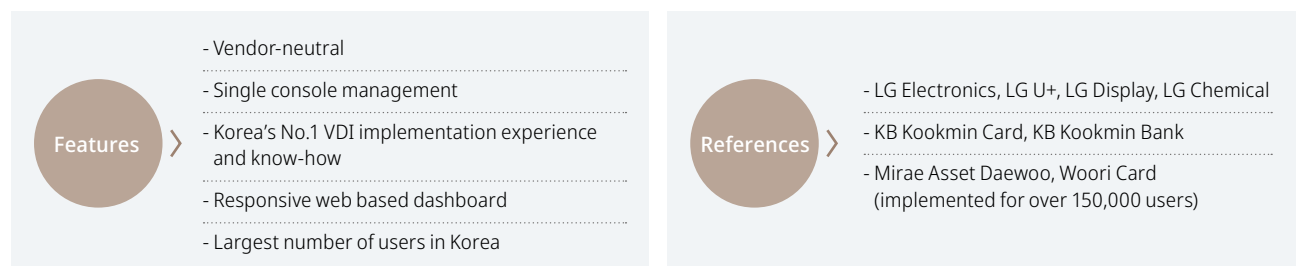 Features
- Vendor-neutral
- Single console management
- Korea's No.1 VDI implementation experience
and know-how
- Responsive web based dashboard
- Largest number of users in Korea
References
- LG Electronics, LG U+, LG Display, LG Chemical
- KB Kookmin Card, KB Kookmin Bank
- Mirae Asset Daewoo, Woori Card
(implemented for over 150,000 users)